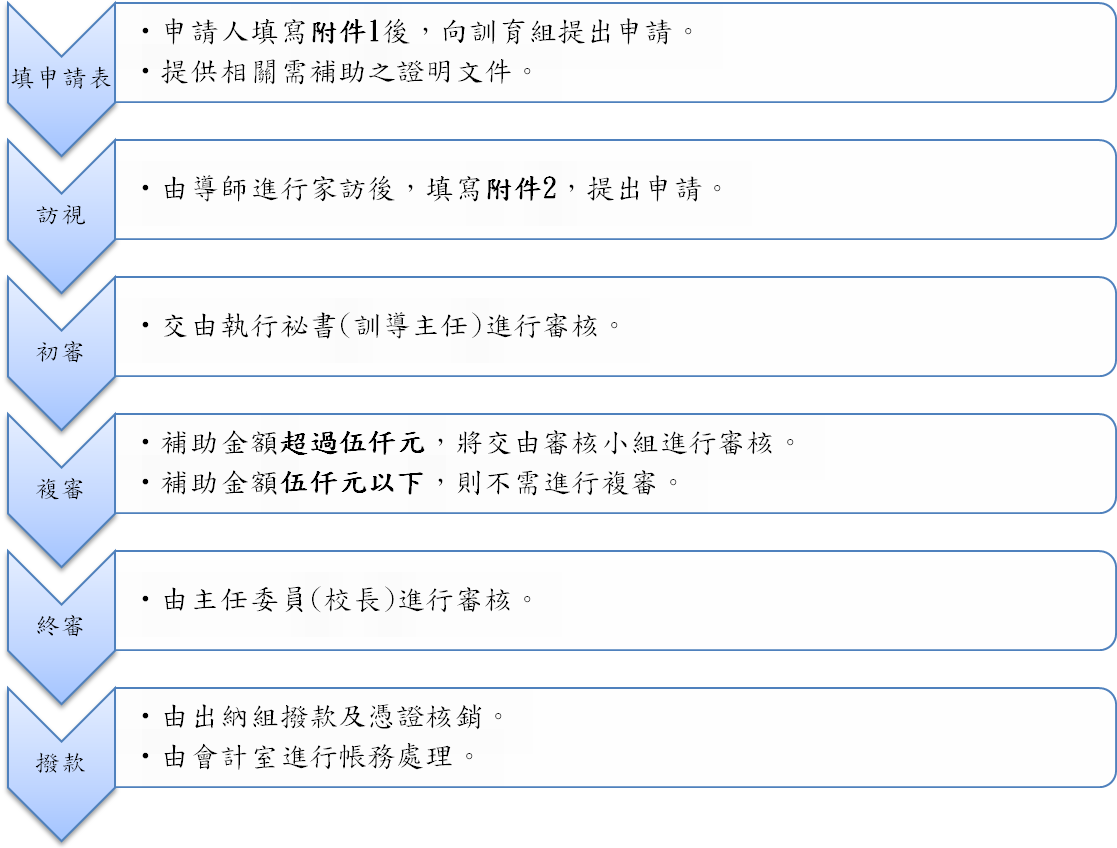 填申請表
・申請人填寫附件1後，向訓育組提出申請。
・提供相關需補助之證明文件。
訪視
・由導師進行家訪後，填寫附件2，提出申請。
初審
・交由執行祕書(訓導主任)進行審核。
複審
・補助金額超過伍仟元，將交由審核小組進行審核。
・補助金額伍仟元以下，則不需進行複審。
終審
・由主任委員(校長)進行審核。
撥款
・由出納組撥款及憑證核銷。
・由會計室進行帳務處理。